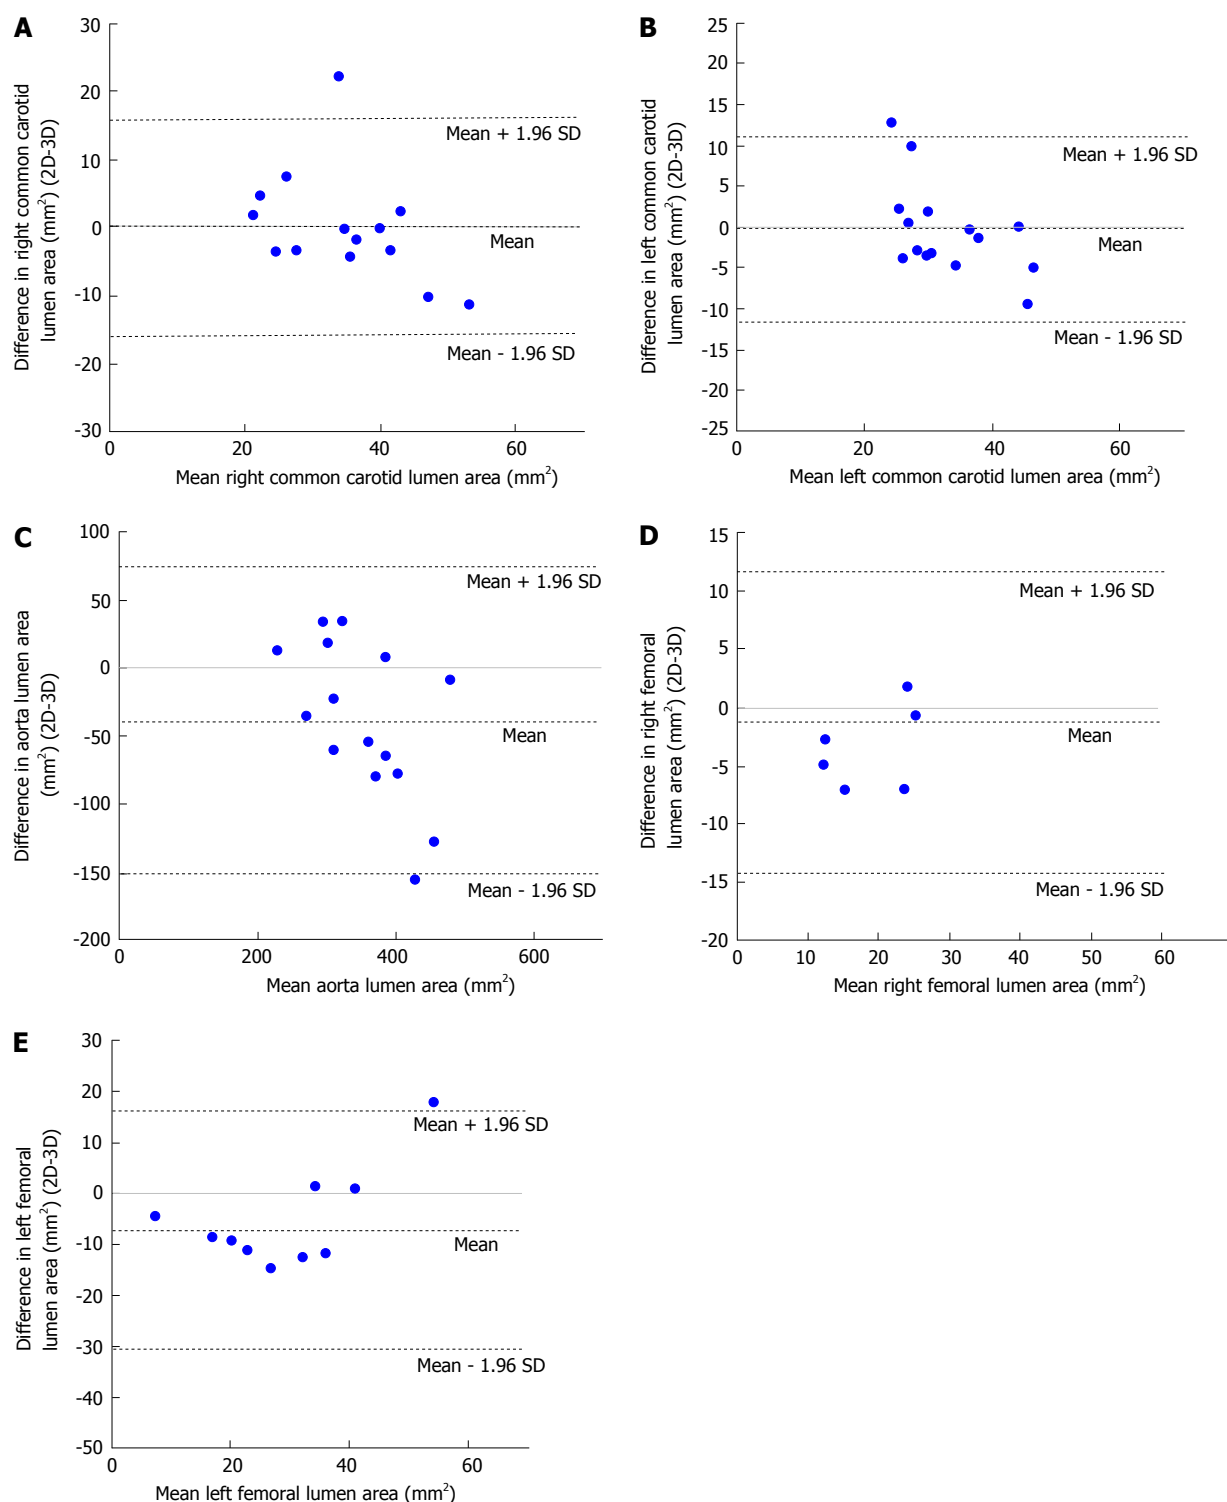 A
30
20
10
0
-10
-20
-30
0
20
40
60
Difference in right common carotid
lumen area (mm²) (2D-3D)
Mean + 1.96 SD
Mean
Mean - 1.96 SD
Mean right common carotid lumen area (mm²)
B
25
20
15
10
5
0
-5
-10
-15
-20
-25
0
20
40
60
Difference in left common carotid
lumen area (mm²) (2D-3D)
Mean + 1.96 SD
Mean
Mean - 1.96 SD
Mean left common carotid lumen area (mm²)
C
100
50
0
-50
-100
-150
-200
0
200
400
600
Difference in aorta lumen area
(mm²) (2D-3D)
Mean + 1.96 SD
Mean
Mean - 1.96 SD
Mean aorta lumen area (mm²)
D
15
10
5
0
-5
-10
-15
-20
0
10
20
30
40
50
60
Difference in right femoral
lumen area (mm²) (2D-3D)
Mean + 1.96 SD
Mean
Mean - 1.96 SD
Mean right femoral lumen area (mm²)
E
30
20
10
0
-10
-20
-30
-40
-50
0
20
40
60
Difference in left femoral
lumen area (mm²) (2D-3D)
Mean + 1.96 SD
Mean
Mean - 1.96 SD
Mean left femoral lumen area (mm²)